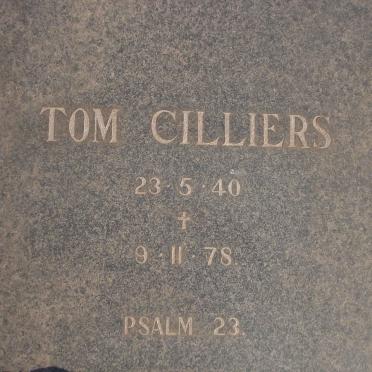 TOM CILLIERS
23·5·40
✝
9·11·78
PSALM 23.